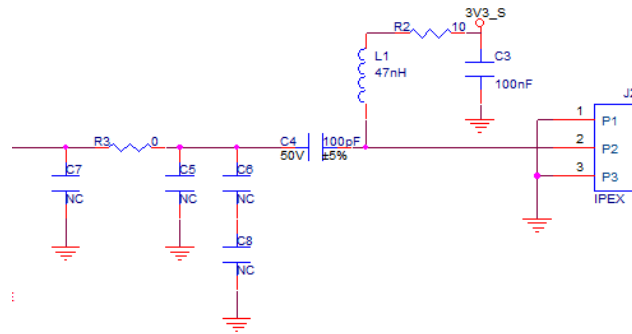 3V3_S
R2 10
L1
47nH
C3
100nF
J2
1 P1
2 P2
3 P3
IPEX
R3 0
C4 100pF
50V ±5%
C7
NC
C5
NC
C6
NC
C8
NC